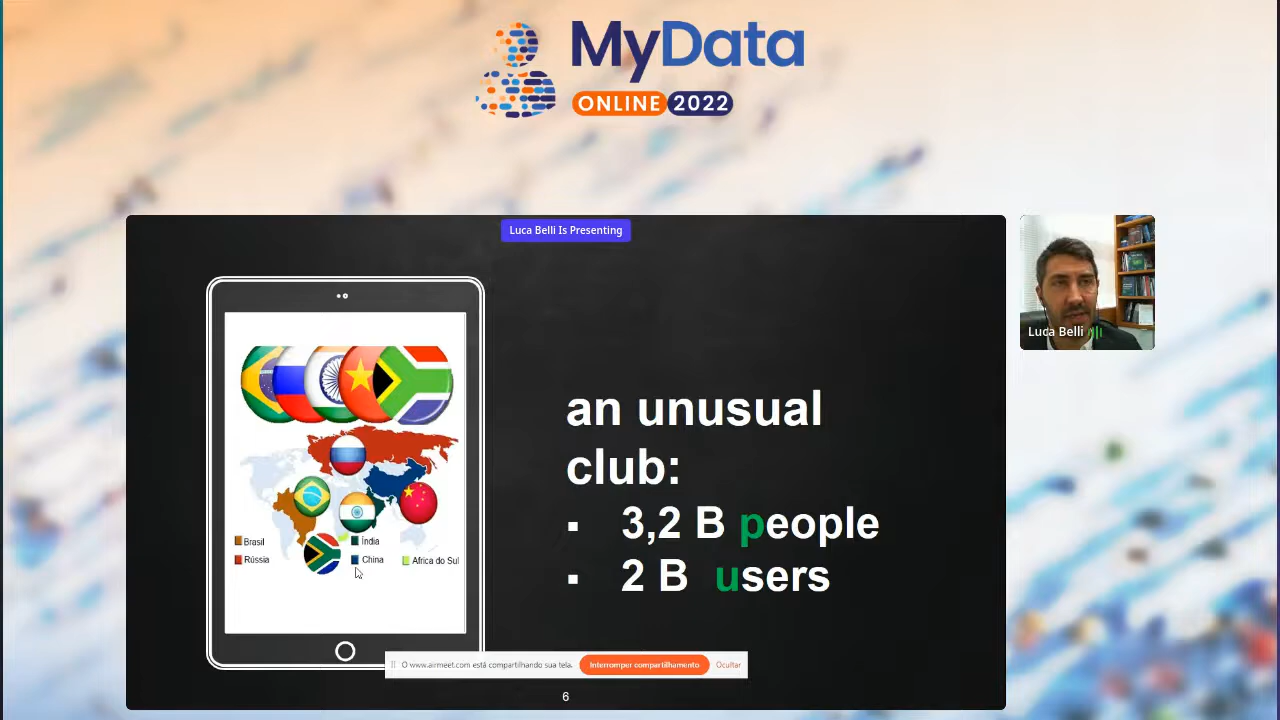 MyData
ONLINE 2022
Luca Belli Is Presenting
an unusual
club:
▪ 3,2 B people
▪ 2 B users
Brasil
Índia
Rússia
China
Africa do Sul
Luca Belli
O www.airmeet.com está compartilhando sua tela.
Interromper compartilhamento
Ocultar
6